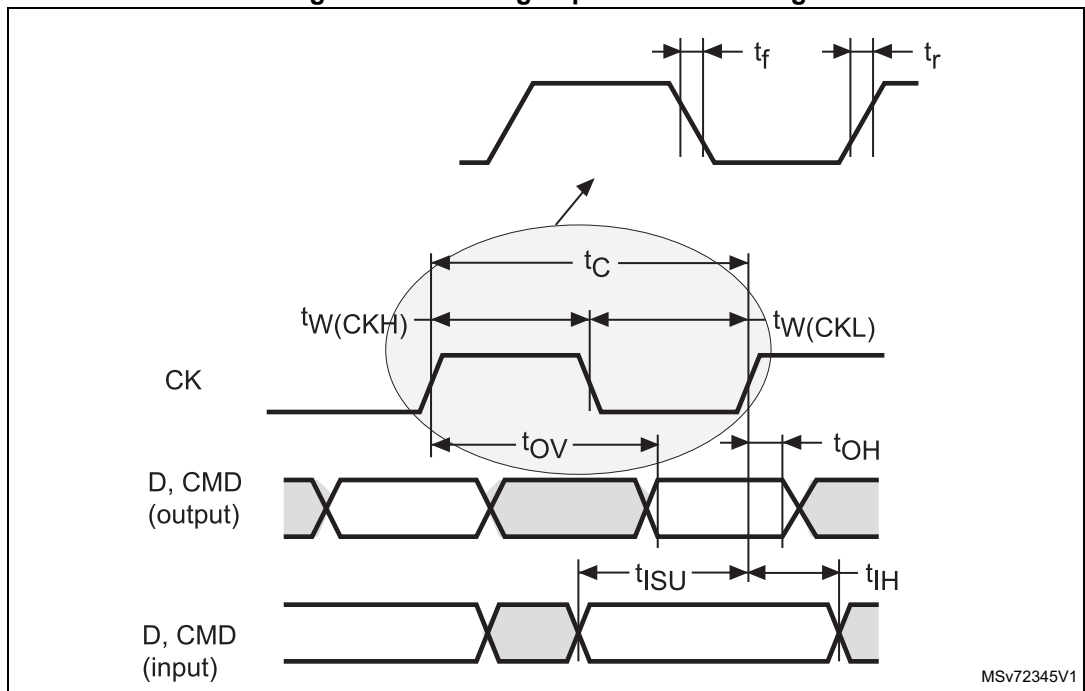 tf
tr
tC
tW(CKH)
tW(CKL)
CK
tOV
tOH
D, CMD
(output)
tISU
tIH
D, CMD
(input)
MSv72345V1